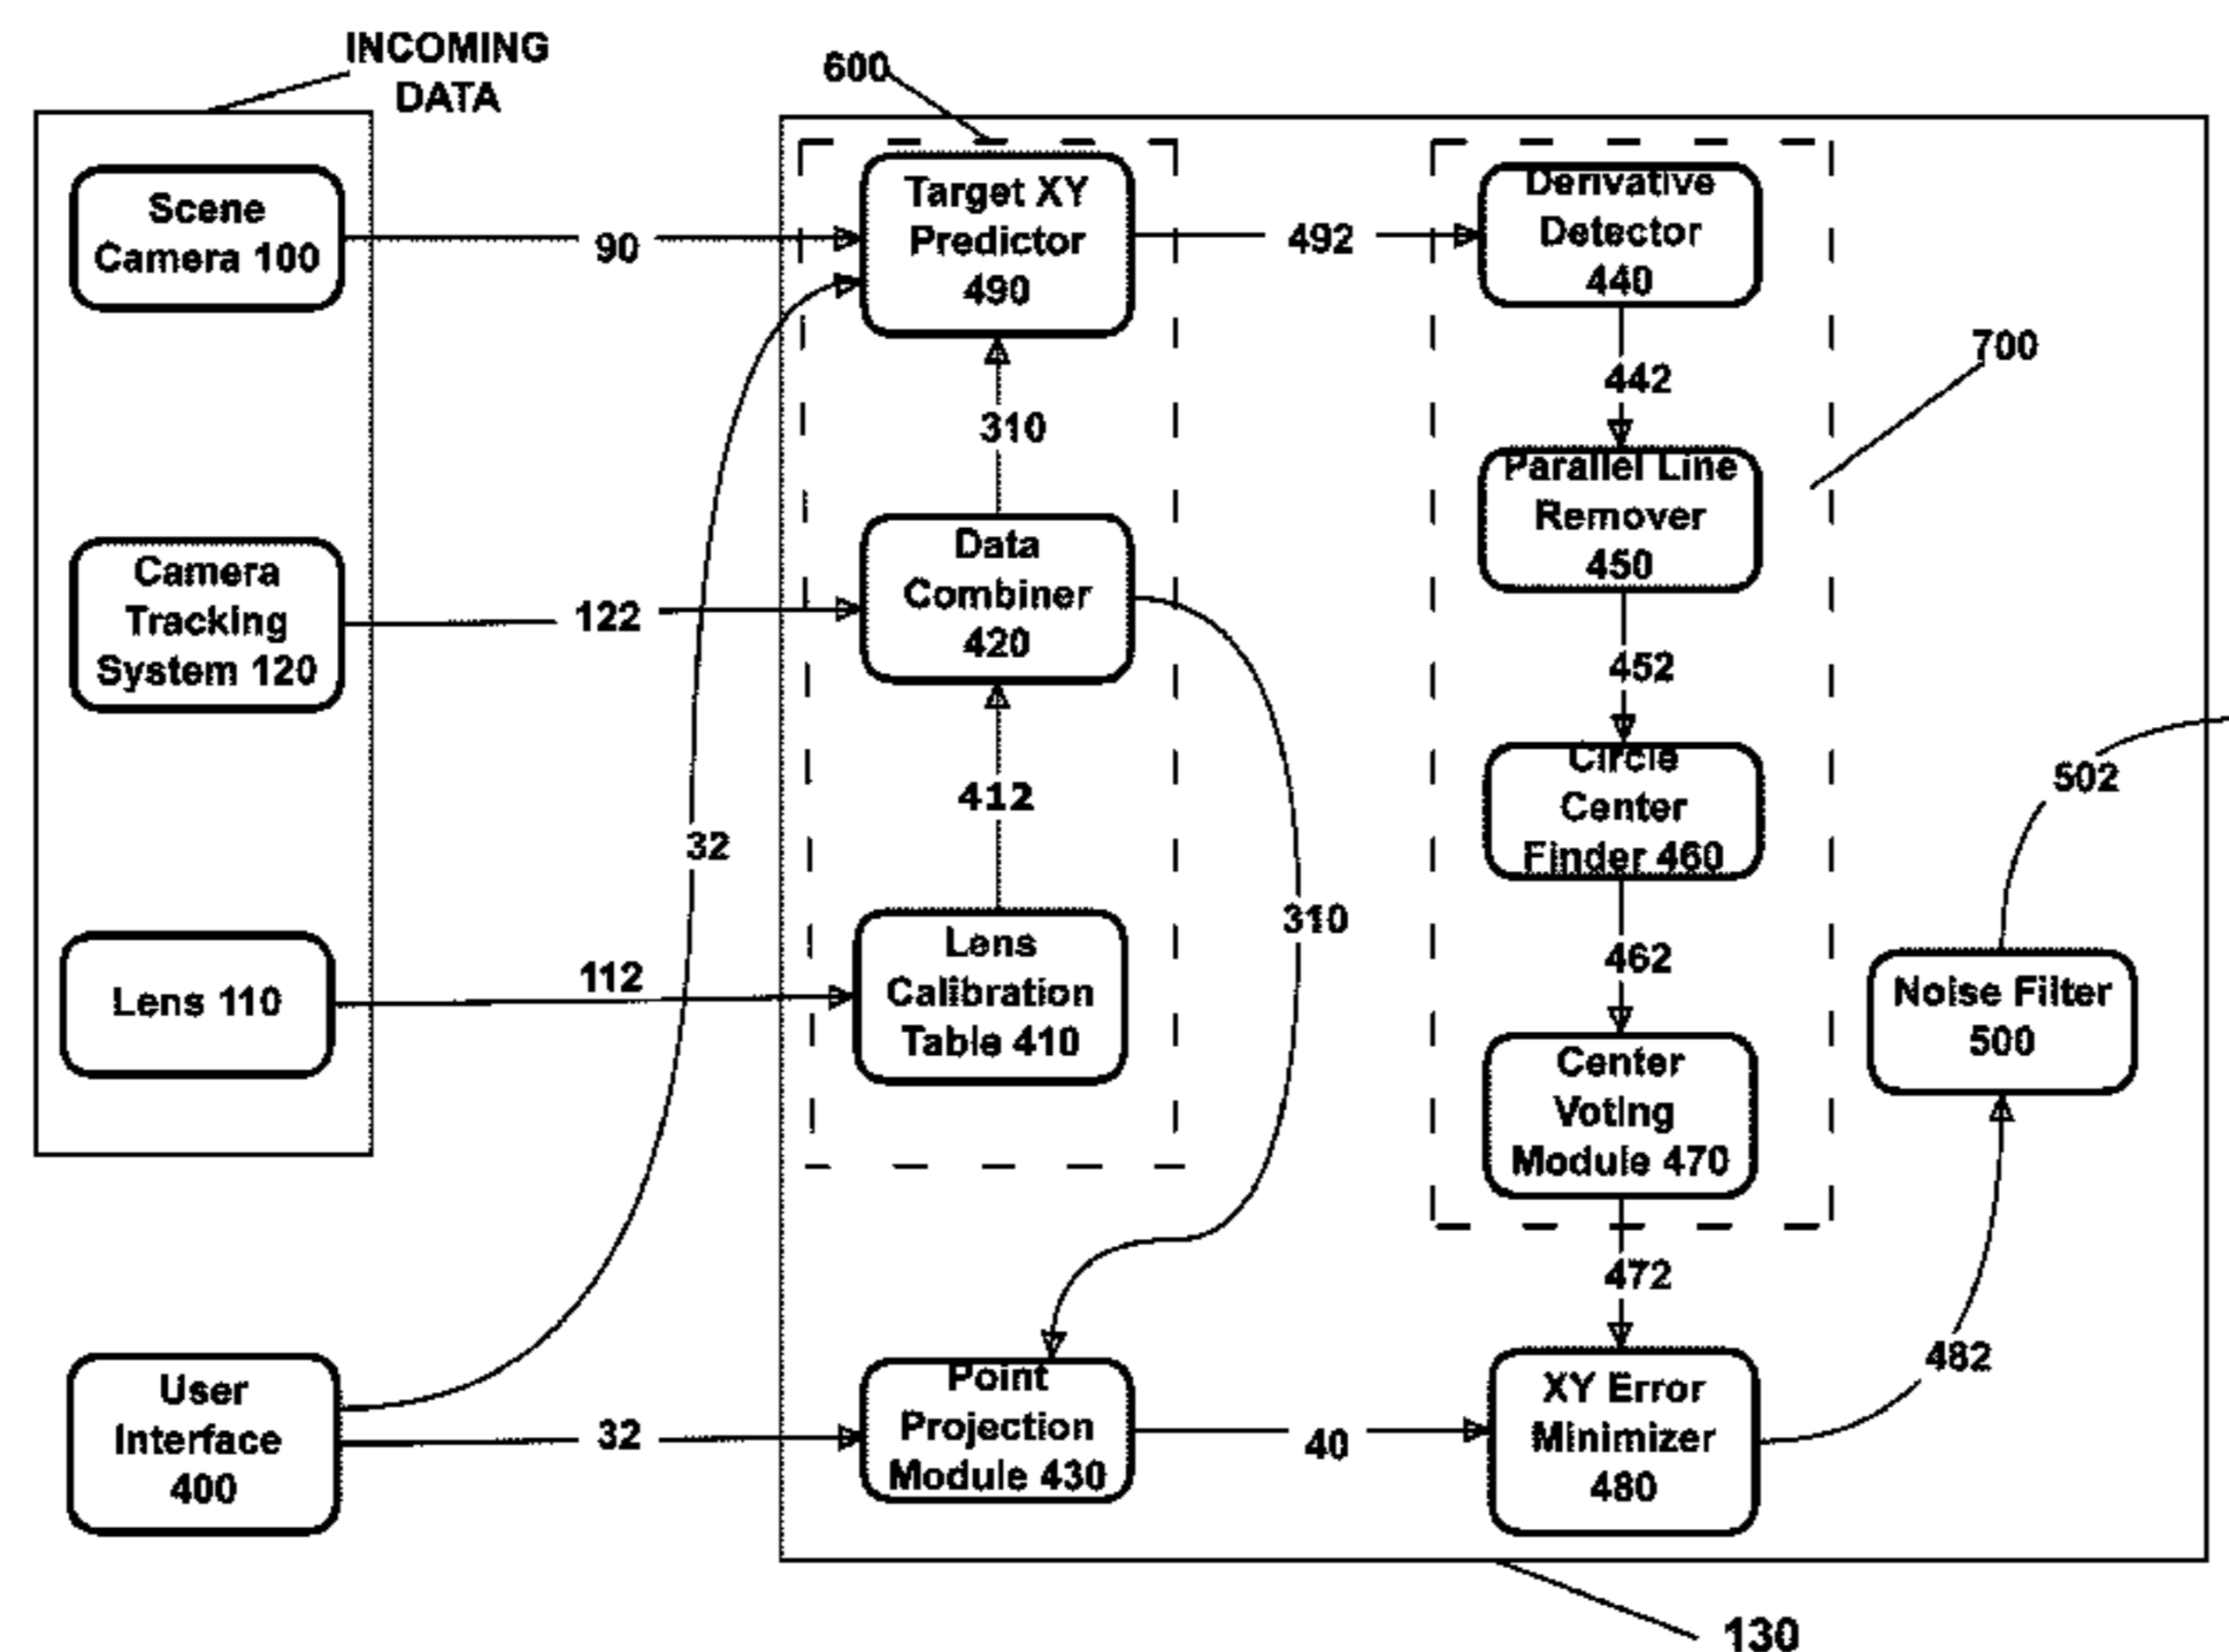 INCOMING
DATA
600
Scene
Camera 100
90
Target XY
Predictor
490
492
Derivative
Detector
440
442
700
310
Parallel Line
Remover
450
Camera
Tracking
System 120
122
Data
Combiner
420
452
502
412
Circle
Center
Finder 460
32
310
Lens 110
112
Lens
Calibration
Table 410
462
Noise Filter
500
Center
Voting
Module 470
472
482
User
Interface
400
32
Point
Projection
Module 430
40
XY Error
Minimizer
480
130